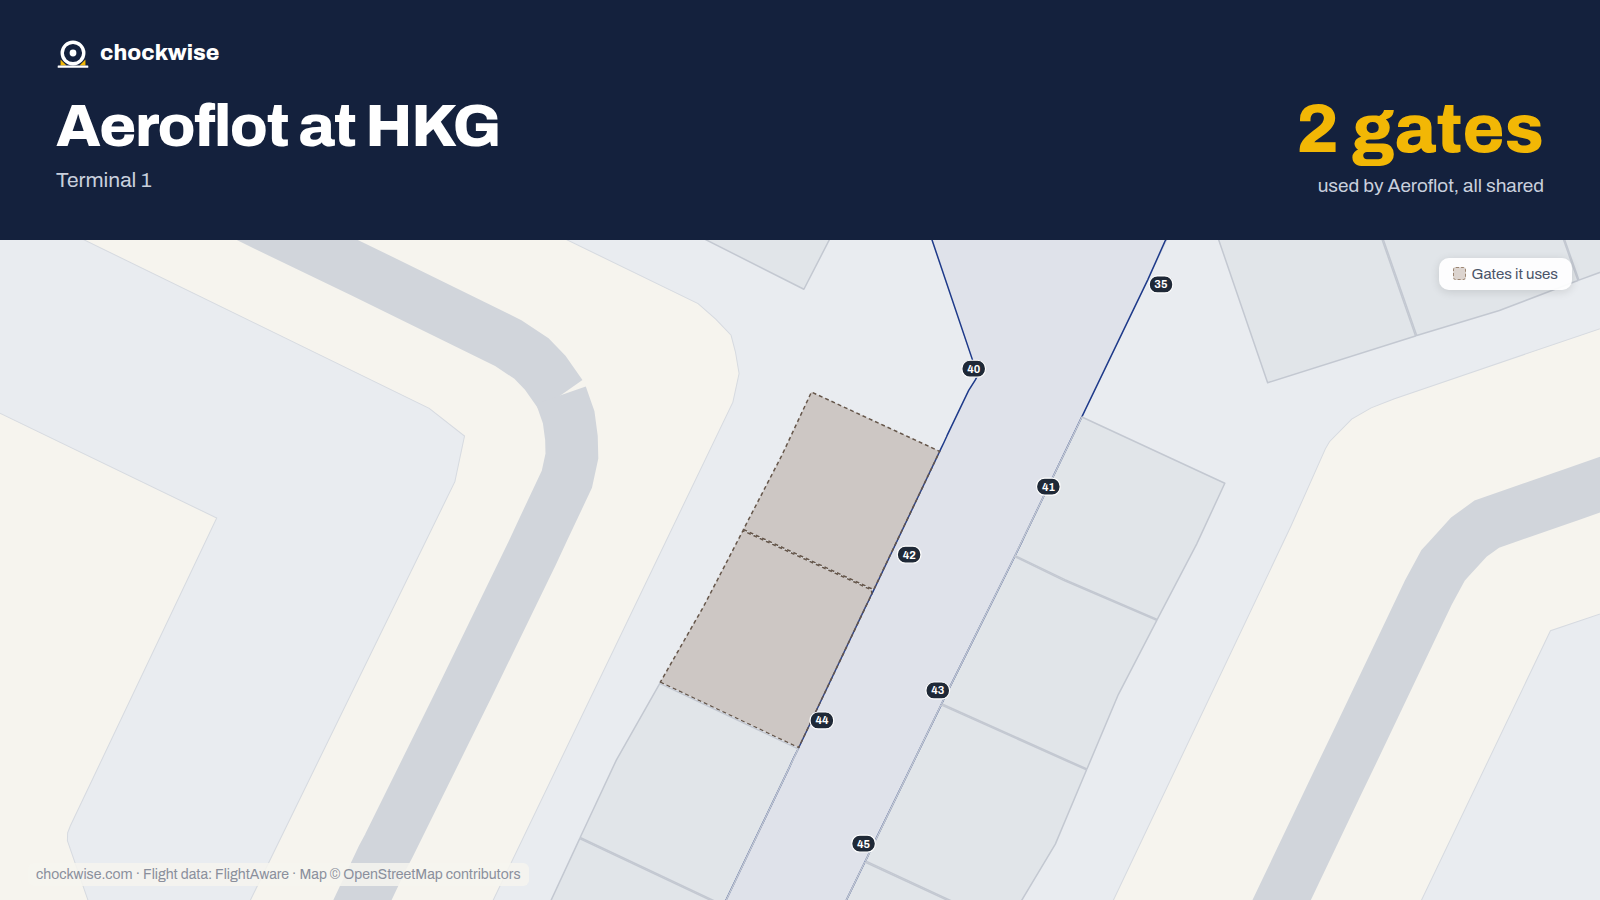 chockwise
Aeroflot at HKG
Terminal 1
2 gates
used by Aeroflot, all shared
Gates it uses
35
40
41
42
43
44
45
chockwise.com · Flight data: FlightAware · Map © OpenStreetMap contributors